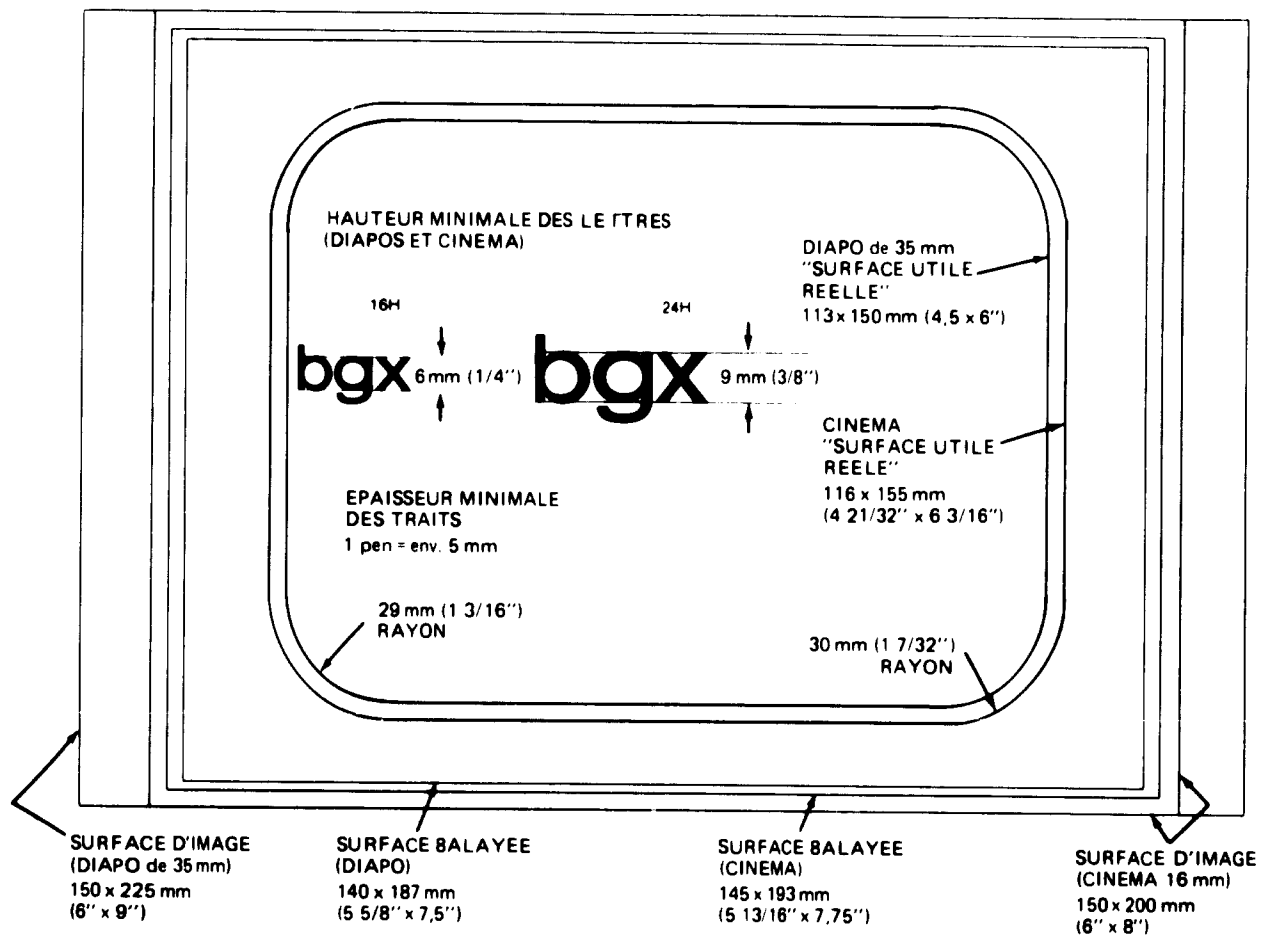 HAUTEUR MINIMALE DES LETTRES
(DIAPOS ET CINEMA)
16H
24H
bgx 6 mm (1/4")
bgx 9 mm (3/8")
DIAPO de 35 mm
"SURFACE UTILE
REELLE"
113 x 150 mm (4,5 x 6")
CINEMA
"SURFACE UTILE
REELE"
116 x 155 mm
(4 21/32" x 6 3/16")
EPAISSEUR MINIMALE
DES TRAITS
1 pen = env. 5 mm
29 mm (1 3/16")
RAYON
30 mm (1 7/32")
RAYON
SURFACE D'IMAGE
(DIAPO de 35 mm)
150 x 225 mm
(6" x 9")
SURFACE BALAYEE
(DIAPO)
140 x 187 mm
(5 5/8" x 7,5")
SURFACE BALAYEE
(CINEMA)
145 x 193 mm
(5 13/16" x 7,75")
SURFACE D'IMAGE
(CINEMA 16 mm)
150 x 200 mm
(6" x 8")